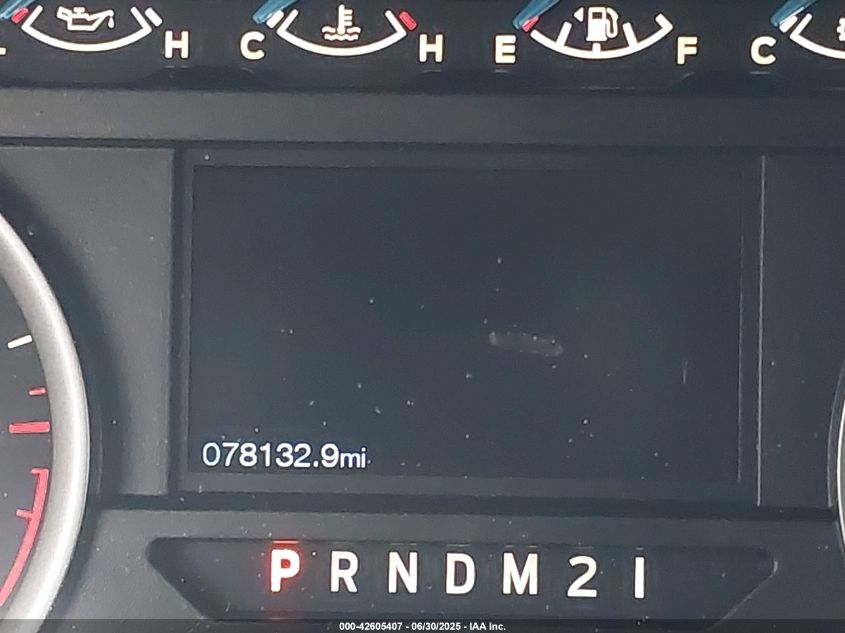 H C H E F C
078132.9mi
P R N D M 2 1
000-42605407 - 06/30/2025 - IAA Inc.